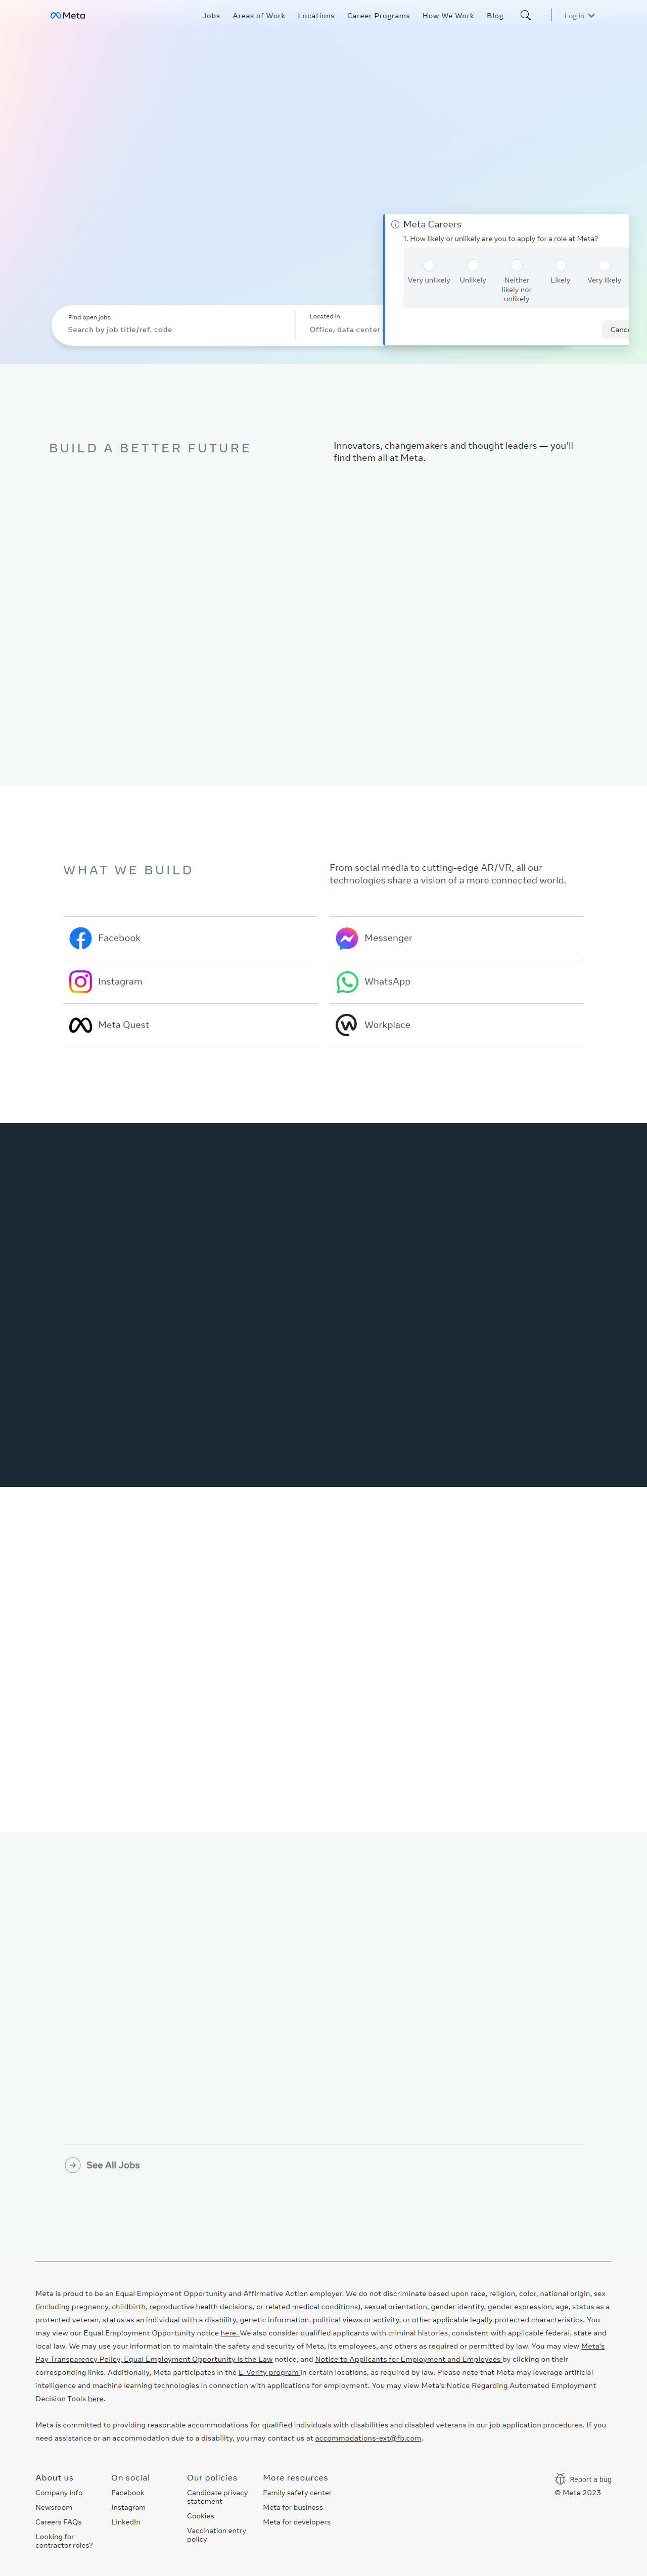 Meta
Jobs
Areas of Work
Locations
Career Programs
How We Work
Blog
Log in
Meta Careers
1. How likely or unlikely are you to apply for a role at Meta?
Very unlikely
Unlikely
Neither
likely nor
unlikely
Likely
Very likely
Find open jobs
Search by job title/ref. code
Located in
Office, data center
BUILD A BETTER FUTURE
Innovators, changemakers and thought leaders — you'll
find them all at Meta.
WHAT WE BUILD
From social media to cutting-edge AR/VR, all our
technologies share a vision of a more connected world.
Facebook
Messenger
Instagram
WhatsApp
Meta Quest
Workplace
See All Jobs
Meta is proud to be an Equal Employment Opportunity and Affirmative Action employer. We do not discriminate based upon race, religion, color, national origin, sex
(including pregnancy, childbirth, reproductive health decisions, or related medical conditions), sexual orientation, gender identity, gender expression, age, status as a
protected veteran, status as an individual with a disability, genetic information, political views or activity, or other applicable legally protected characteristics. You
may view our Equal Employment Opportunity notice here. We also consider qualified applicants with criminal histories, consistent with applicable federal, state and
local law. We may use your information to maintain the safety and security of Meta, its employees, and others as required or permitted by law. You may view Meta's
Pay Transparency Policy, Equal Employment Opportunity is the Law notice, and Notice to Applicants for Employment and Employees by clicking on their
corresponding links. Additionally, Meta participates in the E-Verify program in certain locations, as required by law. Please note that Meta may leverage artificial
intelligence and machine learning technologies in connection with applications for employment. You may view Meta's Notice Regarding Automated Employment
Decision Tools here.
Meta is committed to providing reasonable accommodations for qualified individuals with disabilities and disabled veterans in our job application procedures. If you
need assistance or an accommodation due to a disability, you may contact us at accommodations-ext@fb.com.
About us
Company info
Newsroom
Careers FAQs
Looking for
contractor roles?
On social
Facebook
Instagram
LinkedIn
Our policies
Candidate privacy
statement
Cookies
Vaccination entry
policy
More resources
Family safety center
Meta for business
Meta for developers
Report a bug
© Meta 2023